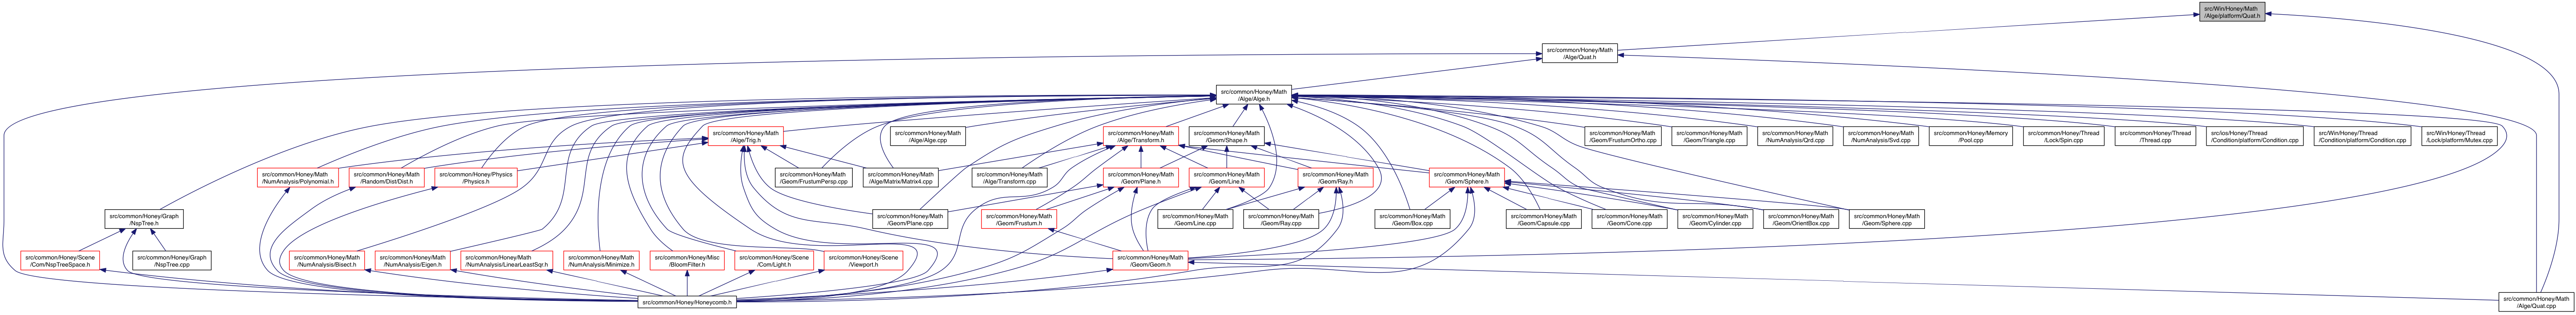 src/Win/Honey/Math
/Alge/platform/Quat.h
src/common/Honey/Math
/Alge/Quat.h
src/common/Honey/Math
/Alge/Alge.h
src/common/Honey/Math
/Alge/Trig.h
src/common/Honey/Math
/Alge/Alge.cpp
src/common/Honey/Math
/Alge/Transform.h
src/common/Honey/Math
/Geom/Shape.h
src/common/Honey/Math
/Geom/FrustumOrtho.cpp
src/common/Honey/Math
/Geom/Triangle.cpp
src/common/Honey/Math
/NumAnalysis/Qrd.cpp
src/common/Honey/Math
/NumAnalysis/Svd.cpp
src/common/Honey/Memory
/Pool.cpp
src/common/Honey/Thread
/Lock/Spin.cpp
src/common/Honey/Thread
/Thread.cpp
src/ios/Honey/Thread
/Condition/platform/Condition.cpp
src/Win/Honey/Thread
/Condition/platform/Condition.cpp
src/Win/Honey/Thread
/Lock/platform/Mutex.cpp
src/common/Honey/Math
/NumAnalysis/Polynomial.h
src/common/Honey/Math
/Random/Dist/Dist.h
src/common/Honey/Physics
/Physics.h
src/common/Honey/Math
/Geom/FrustumPersp.cpp
src/common/Honey/Math
/Alge/Matrix/Matrix4.cpp
src/common/Honey/Math
/Alge/Transform.cpp
src/common/Honey/Math
/Geom/Plane.h
src/common/Honey/Math
/Geom/Line.h
src/common/Honey/Math
/Geom/Ray.h
src/common/Honey/Math
/Geom/Sphere.h
src/common/Honey/Graph
/NspTree.h
src/common/Honey/Math
/Geom/Plane.cpp
src/common/Honey/Math
/Geom/Frustum.h
src/common/Honey/Math
/Geom/Line.cpp
src/common/Honey/Math
/Geom/Ray.cpp
src/common/Honey/Math
/Geom/Box.cpp
src/common/Honey/Math
/Geom/Capsule.cpp
src/common/Honey/Math
/Geom/Cone.cpp
src/common/Honey/Math
/Geom/Cylinder.cpp
src/common/Honey/Math
/Geom/OrientBox.cpp
src/common/Honey/Math
/Geom/Sphere.cpp
src/common/Honey/Scene
/Com/NspTreeSpace.h
src/common/Honey/Graph
/NspTree.cpp
src/common/Honey/Math
/NumAnalysis/Bisect.h
src/common/Honey/Math
/NumAnalysis/Eigen.h
src/common/Honey/Math
/NumAnalysis/LinearLeastSqr.h
src/common/Honey/Math
/NumAnalysis/Minimize.h
src/common/Honey/Misc
/BloomFilter.h
src/common/Honey/Scene
/Com/Light.h
src/common/Honey/Scene
/Viewport.h
src/common/Honey/Math
/Geom/Geom.h
src/common/Honey/Honeycomb.h
src/common/Honey/Math
/Alge/Quat.cpp